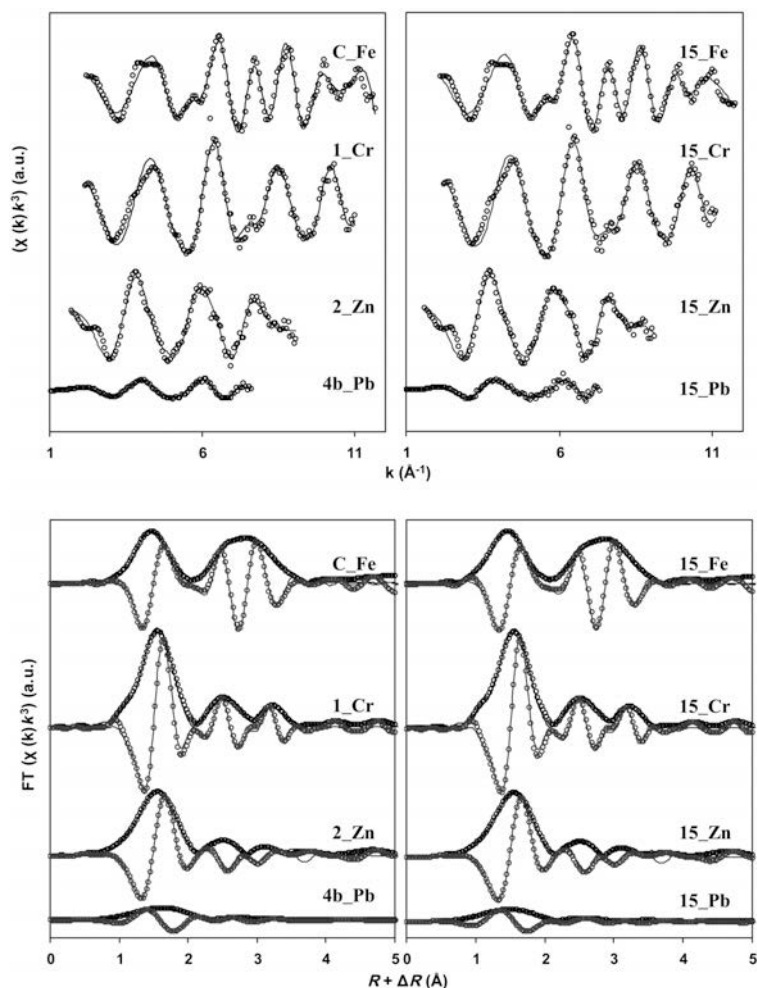 C_Fe
15_Fe
1_Cr
15_Cr
(χ (k) k³) (a.u.)
2_Zn
15_Zn
4b_Pb
15_Pb
1 6 11 1 6 11
k (Å⁻¹)
C_Fe
15_Fe
1_Cr
15_Cr
FT (χ (k) k³) (a.u.)
2_Zn
15_Zn
4b_Pb
15_Pb
0 1 2 3 4 5 0 1 2 3 4 5
R + ΔR (Å)